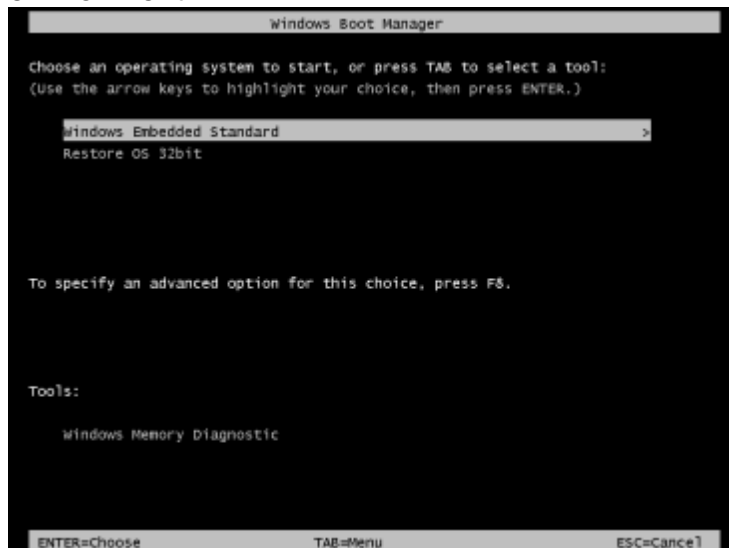 Windows Boot Manager
Choose an operating system to start, or press TAB to select a tool:
(Use the arrow keys to highlight your choice, then press ENTER.)
Windows Embedded Standard >
Restore OS 32bit
To specify an advanced option for this choice, press F8.
Tools:
Windows Memory Diagnostic
ENTER=Choose TAB=Menu ESC=Cancel